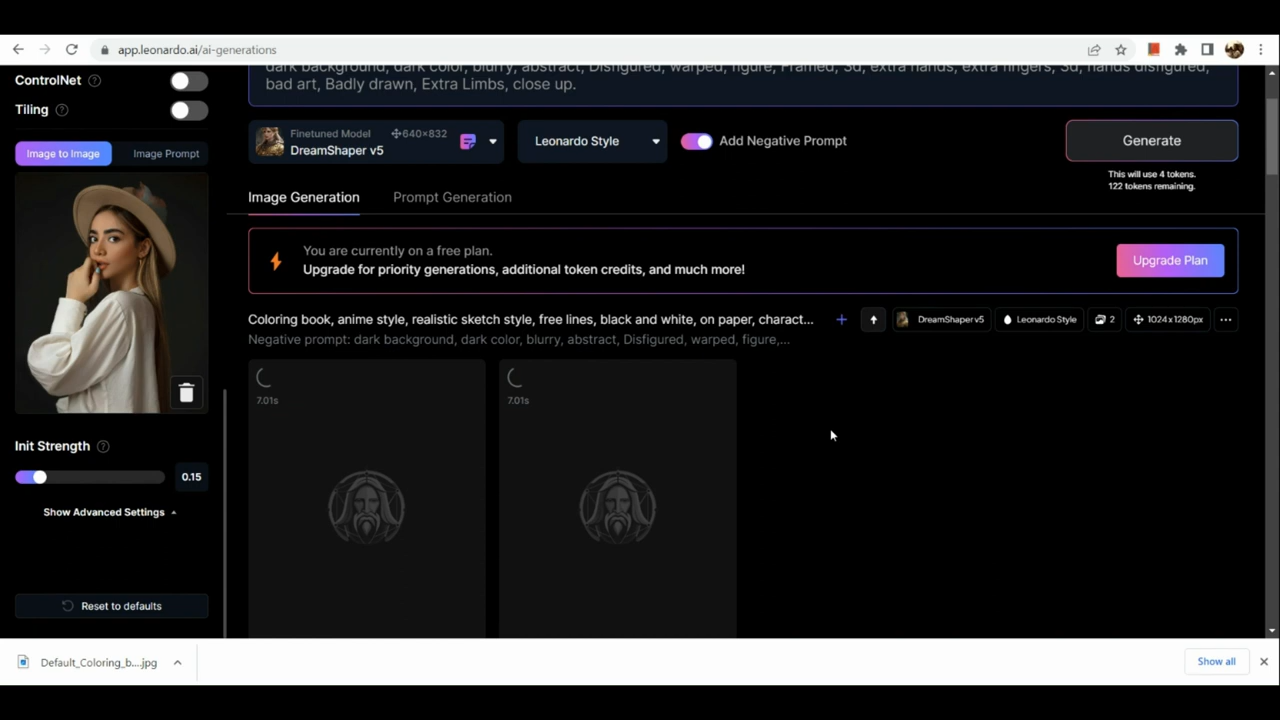 app.leonardo.ai/ai-generations
ControlNet
Tiling
Image to Image
Image Prompt
Init Strength
0.15
Show Advanced Settings
Reset to defaults
dark background, dark color, blurry, abstract, Disfigured, warped, figure, Framed, 3d, extra hands, extra fingers, 3d, hands disfigured,
bad art, Badly drawn, Extra Limbs, close up.
Finetuned Model
640×832
DreamShaper v5
Leonardo Style
Add Negative Prompt
Generate
This will use 4 tokens.
122 tokens remaining.
Image Generation
Prompt Generation
You are currently on a free plan.
Upgrade for priority generations, additional token credits, and much more!
Upgrade Plan
Coloring book, anime style, realistic sketch style, free lines, black and white, on paper, charact...
DreamShaper v5
Leonardo Style
2
1024x1280px
Negative prompt: dark background, dark color, blurry, abstract, Disfigured, warped, figure,...
7.01s
7.01s
Default_Coloring_b....jpg
Show all